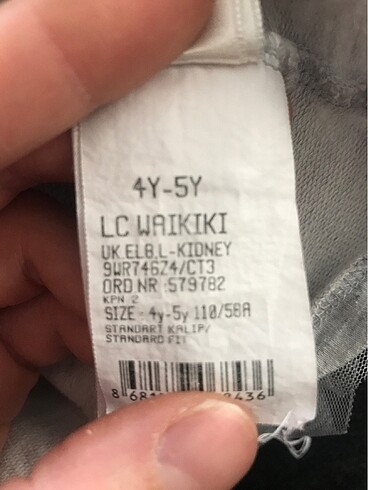 4Y-5Y
LC WAIKIKI
UK.ELB.L-KIDNEY
9WR746Z4/CT3
ORD NR :579782
KPN 2
SIZE : 4y-5y 110/58A
STANDART KALIP/
STANDARD FIT